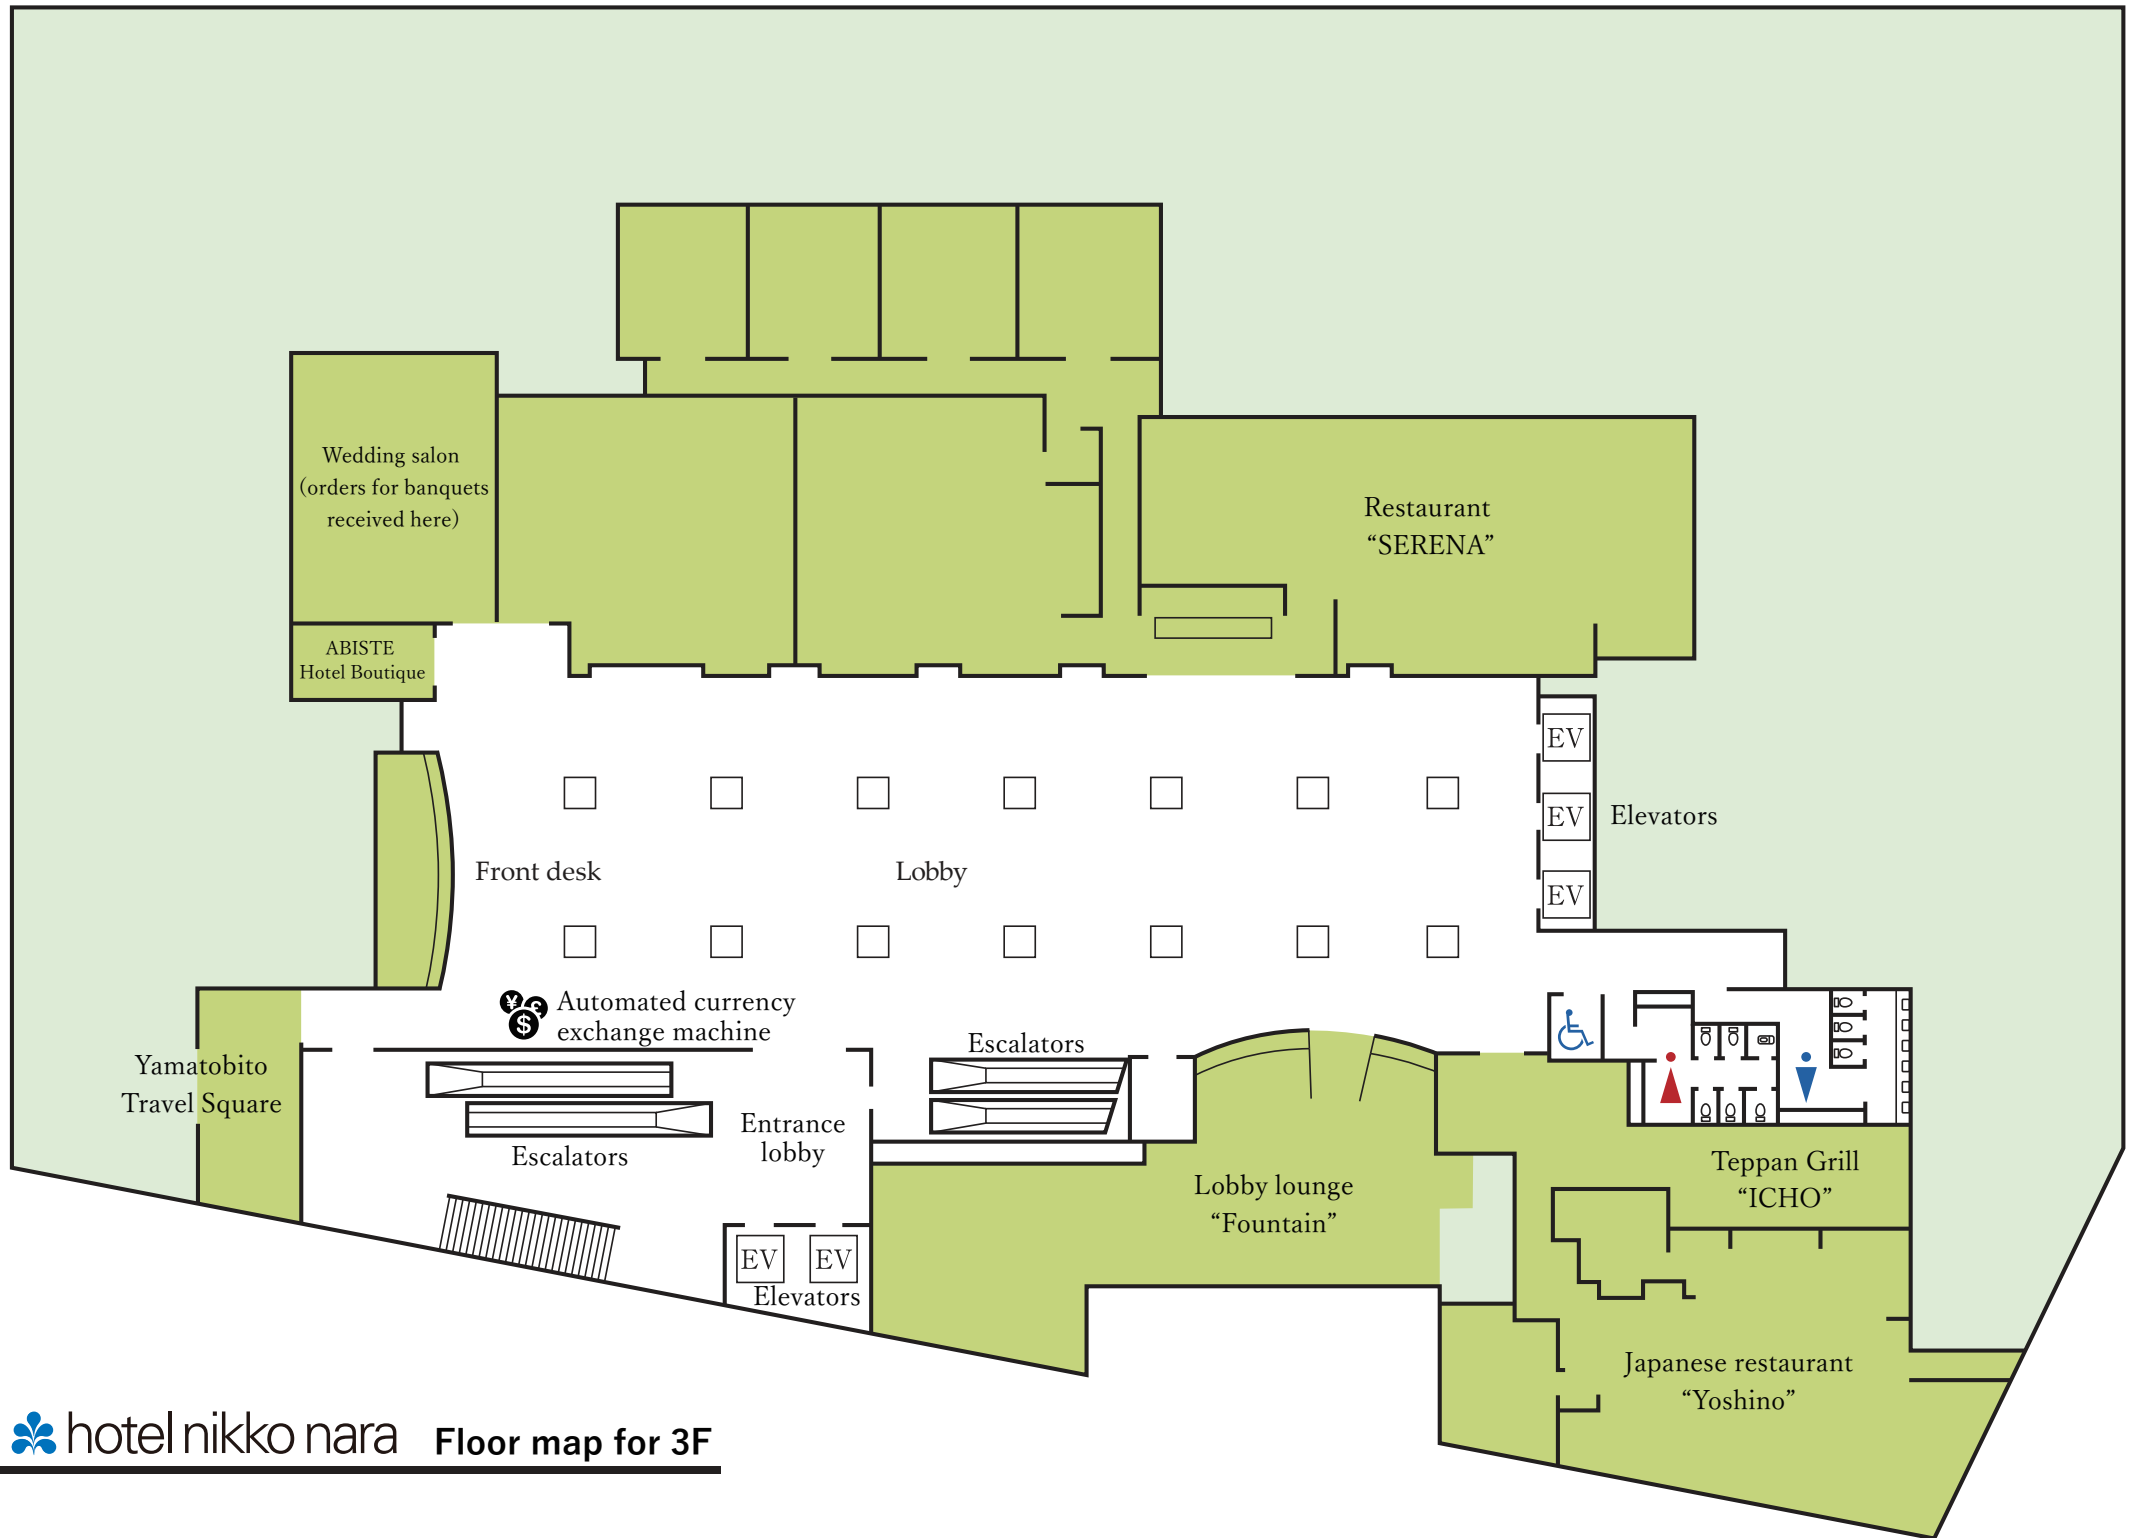 Wedding salon
(orders for banquets
received here)
Restaurant
“SERENA”
ABISTE
Hotel Boutique
EV
EV
Elevators
EV
Front desk
Lobby
¥ £ $
Automated currency
exchange machine
Escalators
Yamatobito
Travel Square
Entrance
lobby
Escalators
Teppan Grill
“ICHO”
Lobby lounge
“Fountain”
EV
EV
Elevators
Japanese restaurant
“Yoshino”
hotel nikko nara
Floor map for 3F